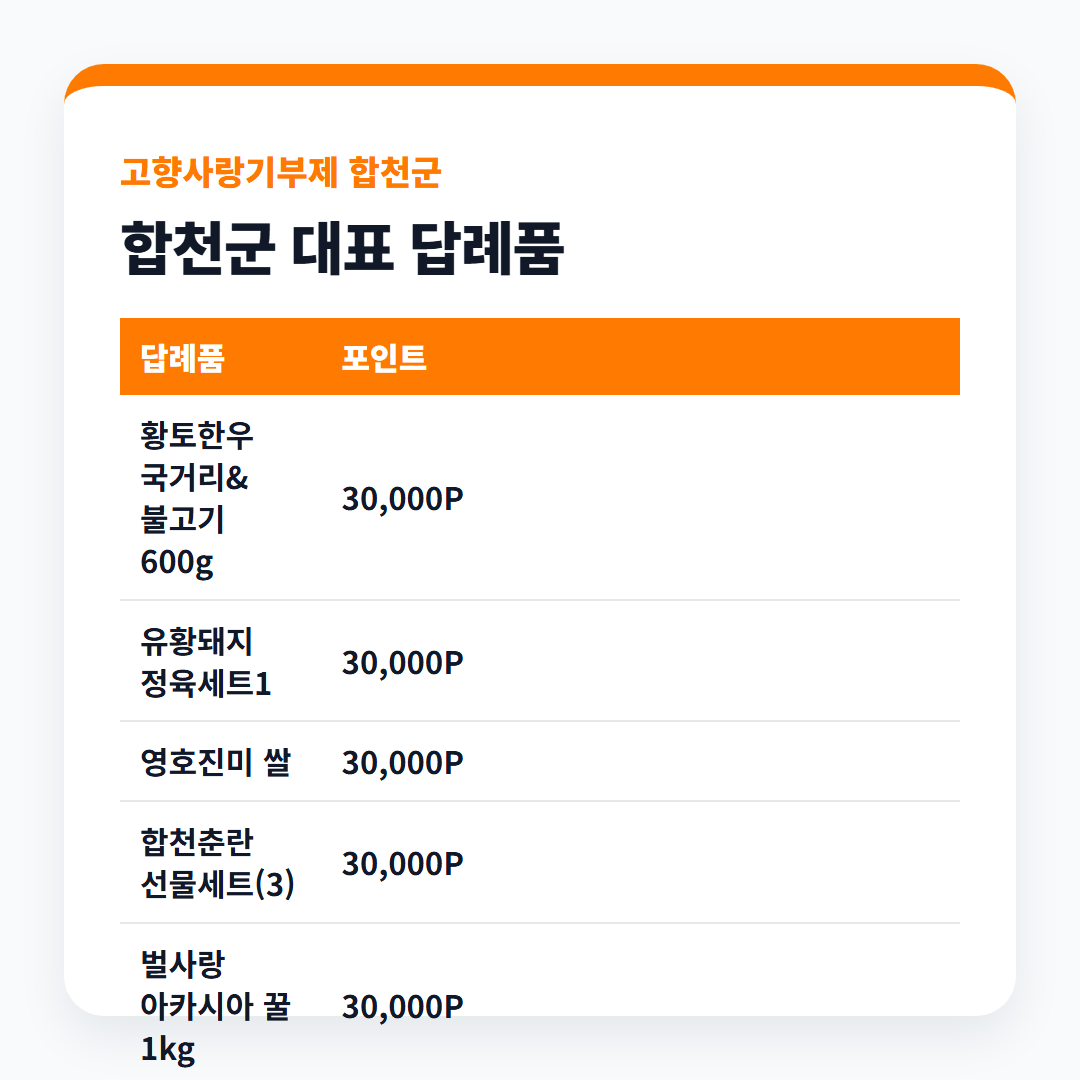 고향사랑기부제 합천군
합천군 대표 답례품
답례품 포인트
황토한우
국거리&
불고기
600g
30,000P
유황돼지
정육세트1
30,000P
영호진미 쌀 30,000P
합천춘란
선물세트(3)
30,000P
벌사랑
아카시아 꿀
1kg
30,000P